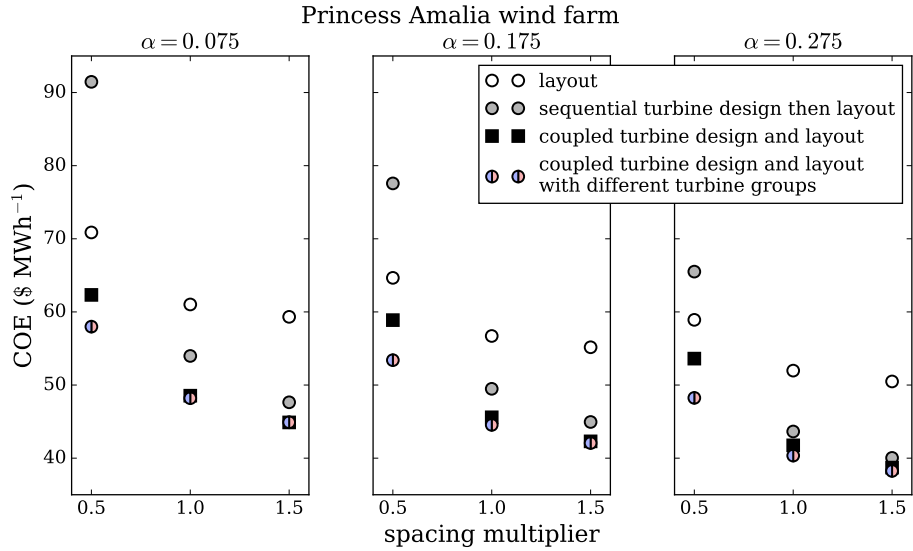 Princess Amalia wind farm
α = 0.075
α = 0.175
α = 0.275
layout
sequential turbine design then layout
coupled turbine design and layout
coupled turbine design and layout
with different turbine groups
COE ($ MWh⁻¹)
90
80
70
60
50
40
0.5 1.0 1.5
0.5 1.0 1.5
0.5 1.0 1.5
spacing multiplier